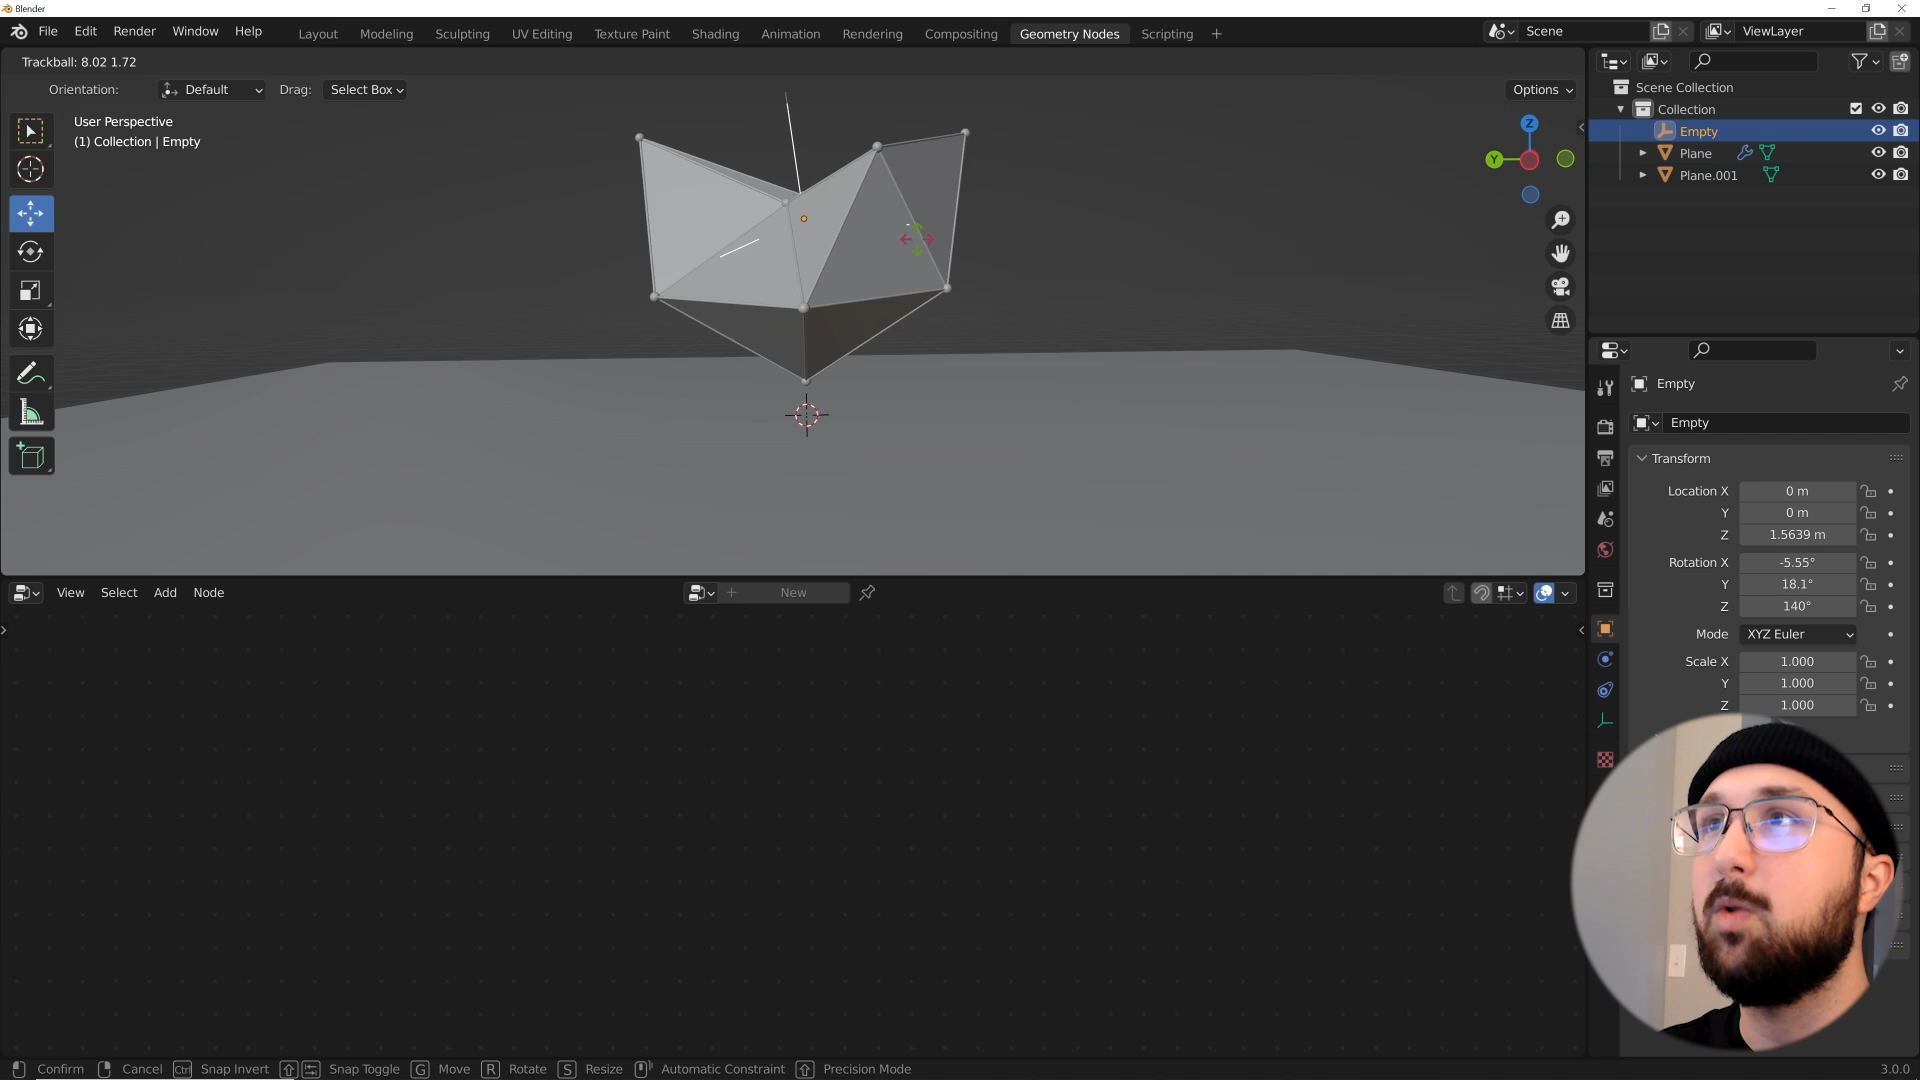 Blender
File Edit Render Window Help
Layout Modeling Sculpting UV Editing Texture Paint Shading Animation Rendering Compositing Geometry Nodes Scripting +
Scene
ViewLayer
Trackball: 8.02 1.72
Orientation: Default Drag: Select Box
Options
User Perspective
(1) Collection | Empty
Z
Y
Scene Collection
Collection
Empty
Plane
Plane.001
Empty
Empty
Transform
Location X 0 m
Y 0 m
Z 1.5639 m
Rotation X -5.55°
Y 18.1°
Z 140°
Mode XYZ Euler
Scale X 1.000
Y 1.000
Z 1.000
View Select Add Node
New
Confirm Cancel Ctrl Snap Invert Snap Toggle G Move R Rotate S Resize Automatic Constraint Precision Mode
3.0.0